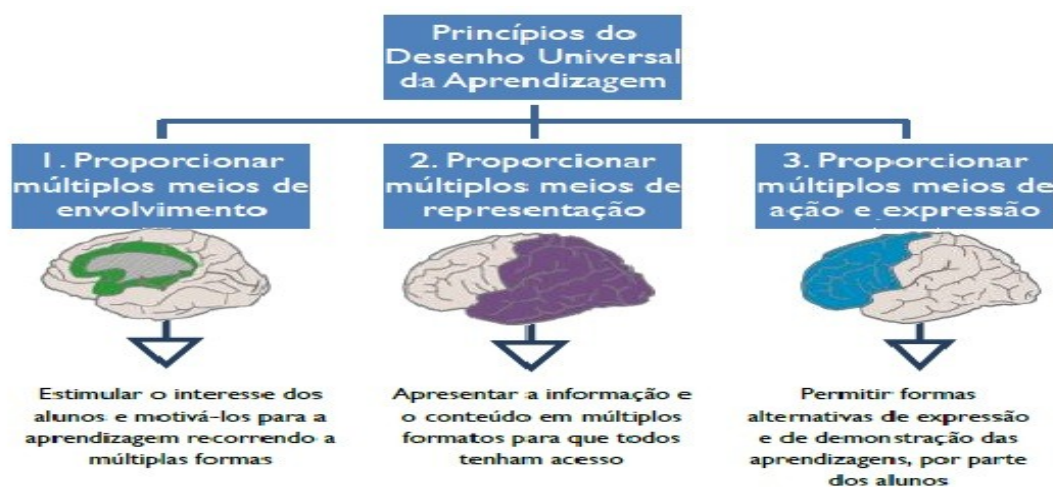 Princípios do
Desenho Universal
da Aprendizagem
1. Proporcionar
múltiplos meios de
envolvimento
2. Proporcionar
múltiplos meios de
representação
3. Proporcionar
múltiplos meios de
ação e expressão
Estimular o interesse dos
alunos e motivá-los para a
aprendizagem recorrendo a
múltiplas formas
Apresentar a informação e
o conteúdo em múltiplos
formatos para que todos
tenham acesso
Permitir formas
alternativas de expressão
e de demonstração das
aprendizagens, por parte
dos alunos